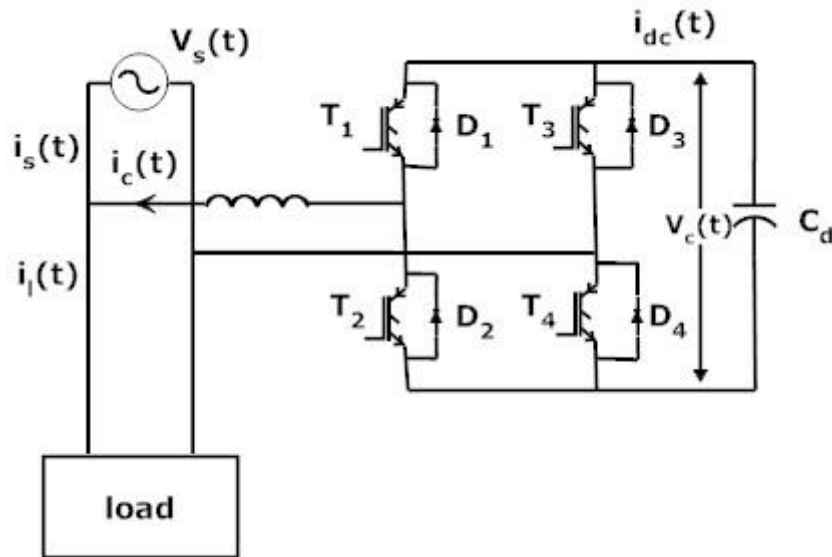 V_s(t)
i_dc(t)
T_1
D_1
T_3
D_3
i_s(t)
i_c(t)
V_c(t)
C_d
i_l(t)
T_2
D_2
T_4
D_4
load